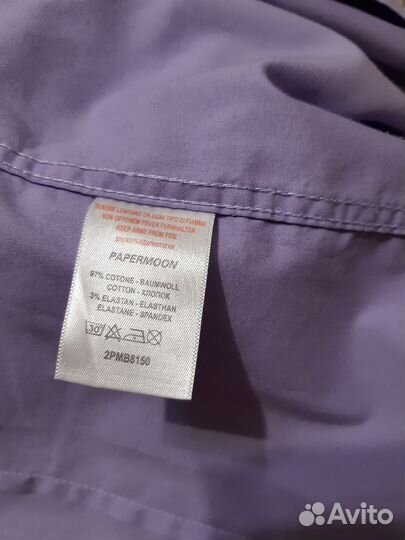 TENERE LONTANO DA OGNI TIPO DI FIAMMA
VON OFFENEM FEUER FERNHALTEN
KEEP AWAY FROM FIRE
PAPERMOON
97% COTONE - BAUMWOLL
COTTON - ХЛОПОК
3% ELASTAN - ELASTHAN
ELASTANE - SPANDEX
30°
2PMB8150
Avito